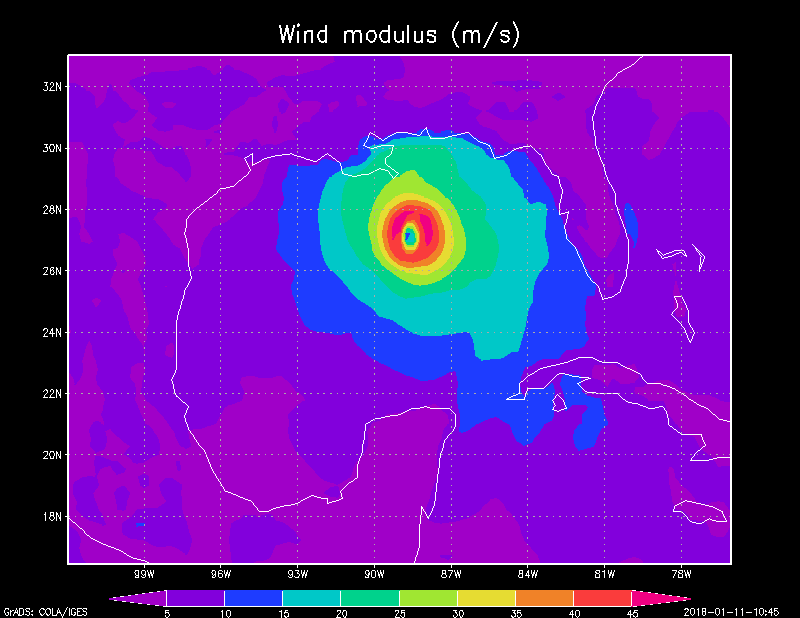 Wind modulus (m/s)
32N
30N
28N
26N
24N
22N
20N
18N
99W 96W 93W 90W 87W 84W 81W 78W
5 10 15 20 25 30 35 40 45
GrADS: COLA/IGES 2018-01-11-10:45